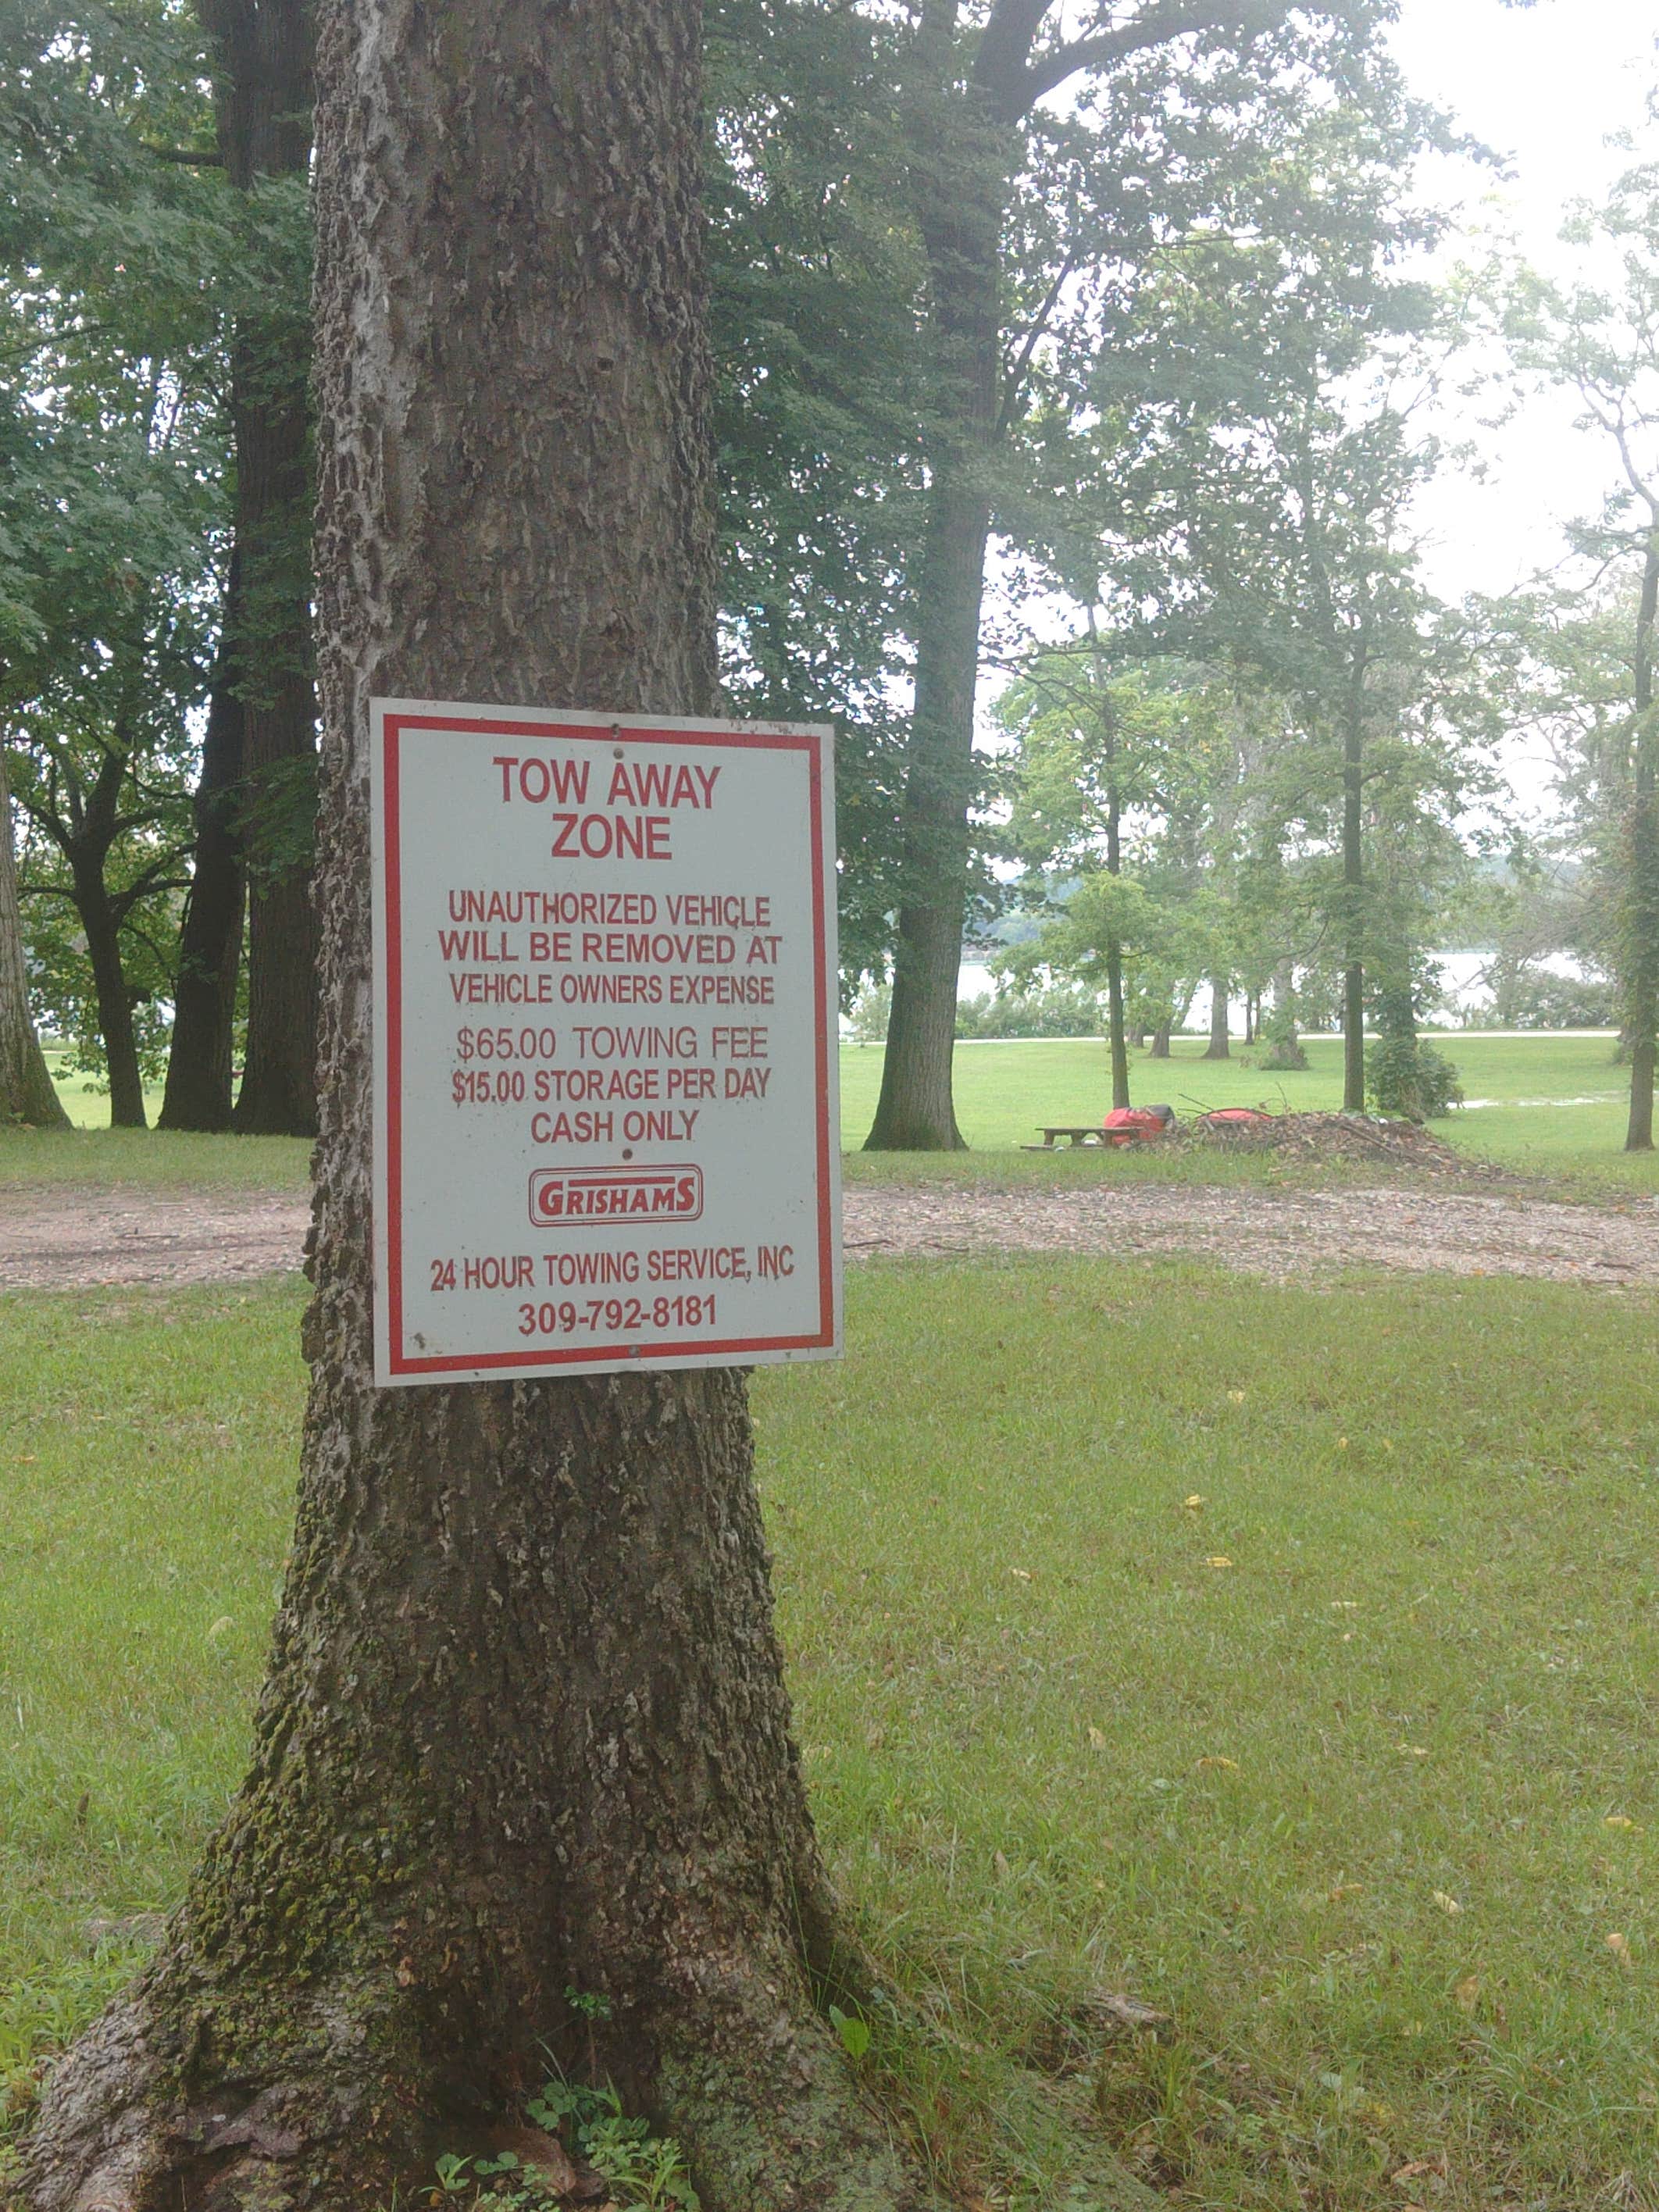 TOW AWAY
ZONE
UNAUTHORIZED VEHICLE
WILL BE REMOVED AT
VEHICLE OWNERS EXPENSE
$65.00 TOWING FEE
$15.00 STORAGE PER DAY
CASH ONLY
GRISHAMS
24 HOUR TOWING SERVICE, INC
309-792-8181